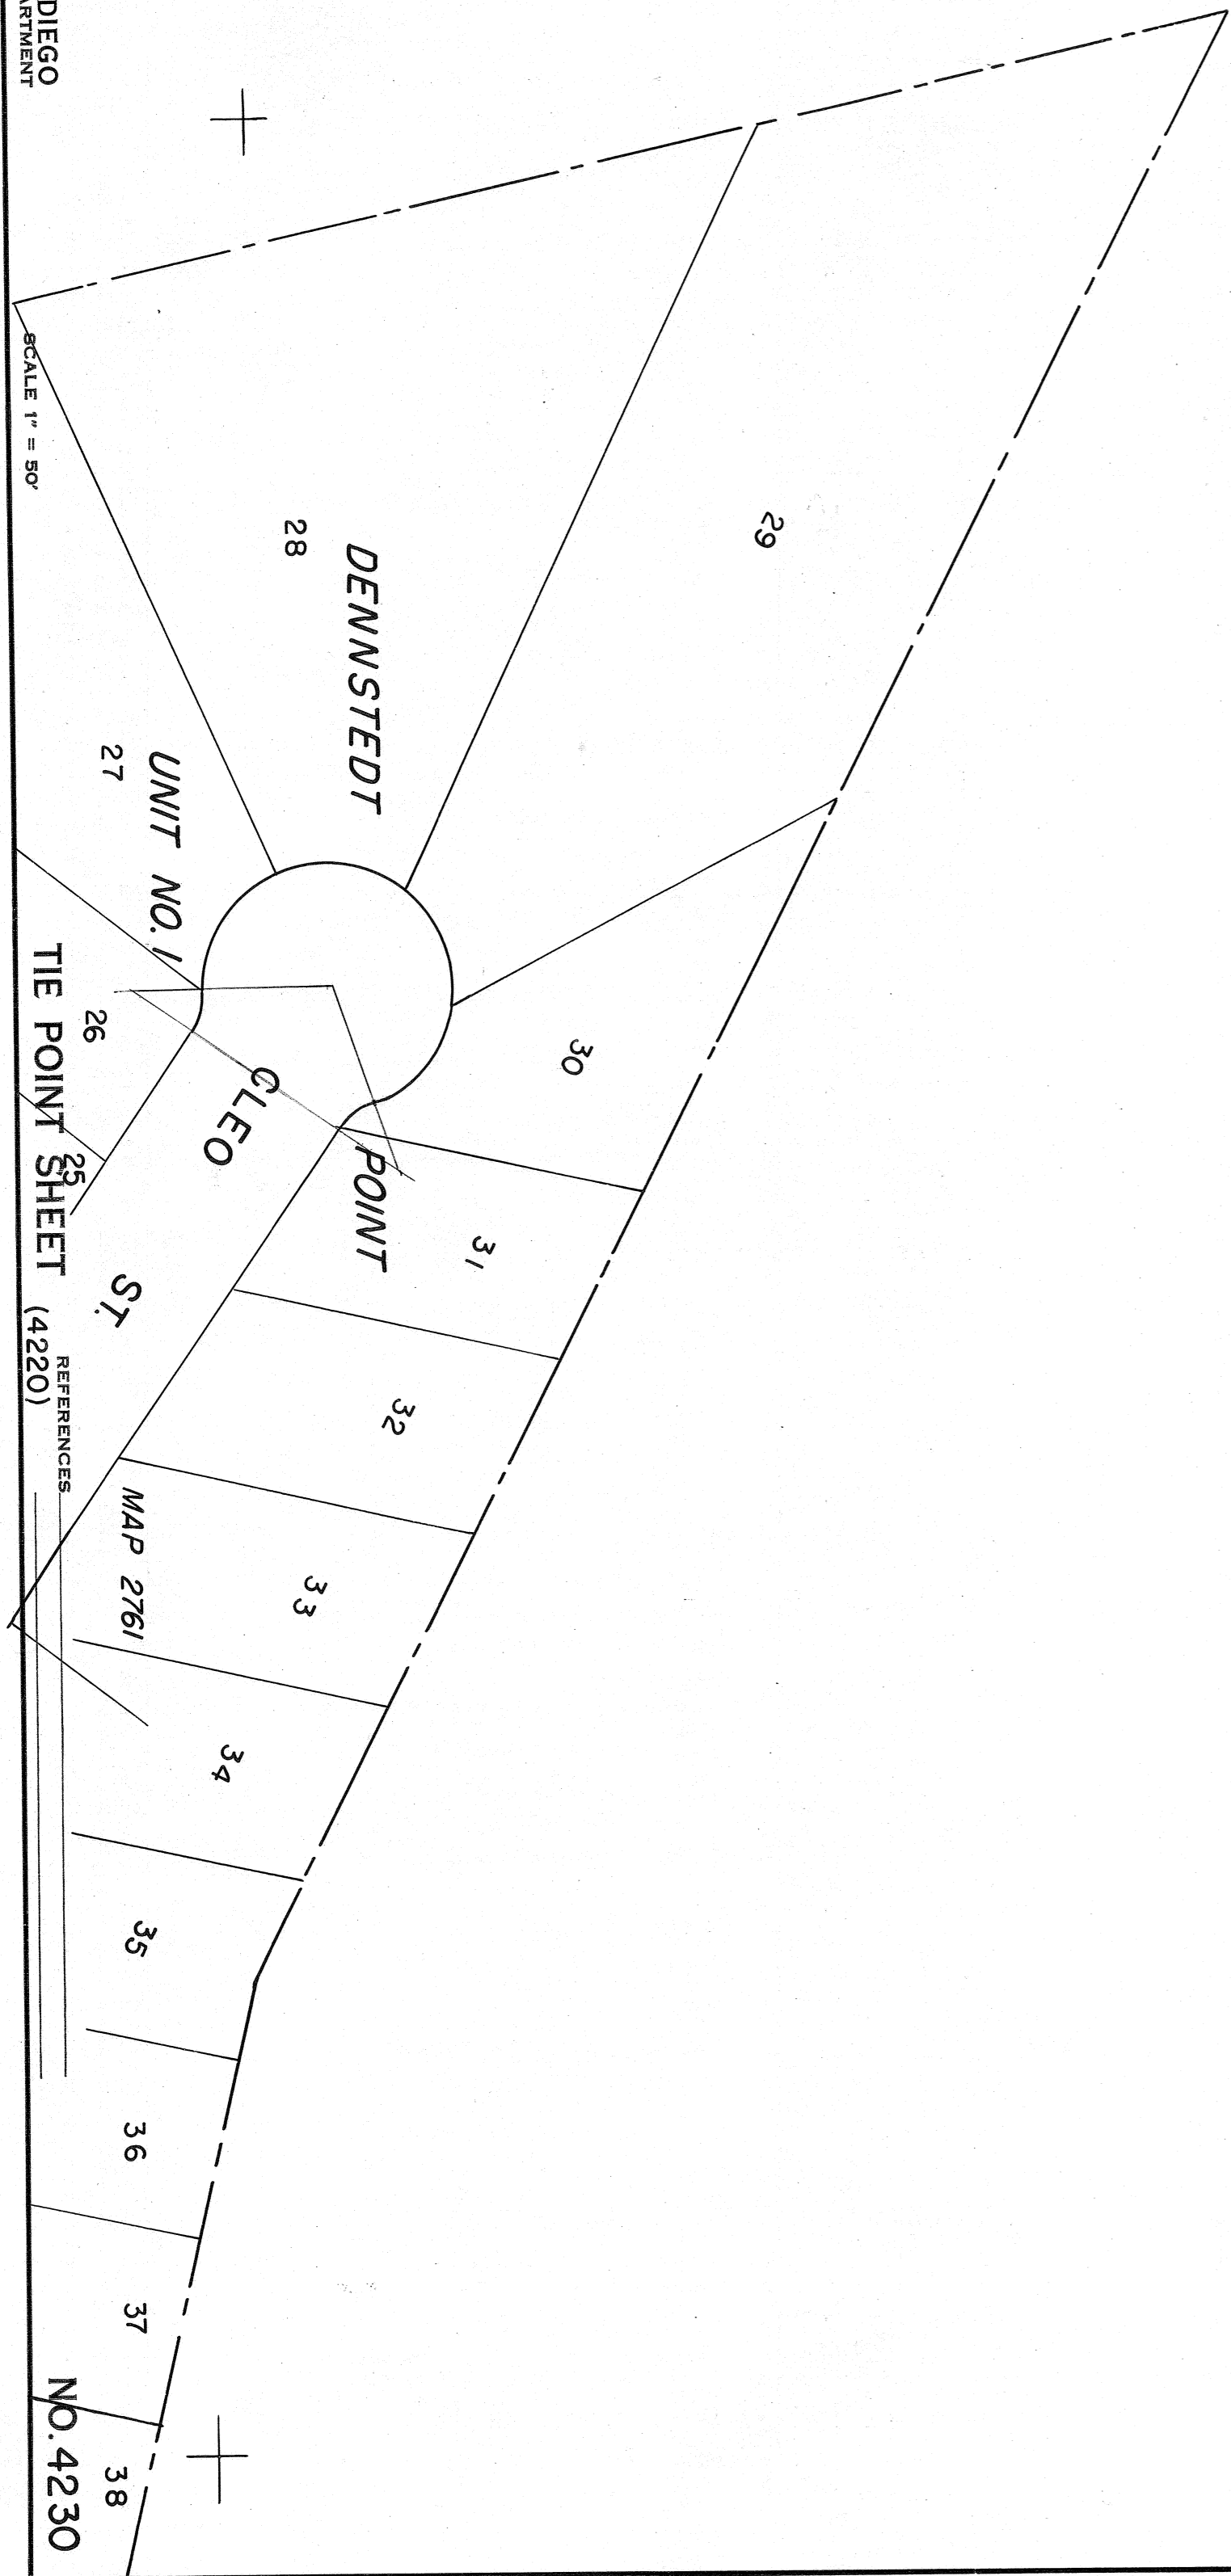 29
28
DENNSTEDT
POINT
UNIT NO. 1
27
26
25
30
31
32
33
34
35
36
37
38
CLEO
ST.
MAP 2761
DIEGO
SCALE 1" = 50'
TIE POINT SHEET (4220)
REFERENCES
NO. 4230